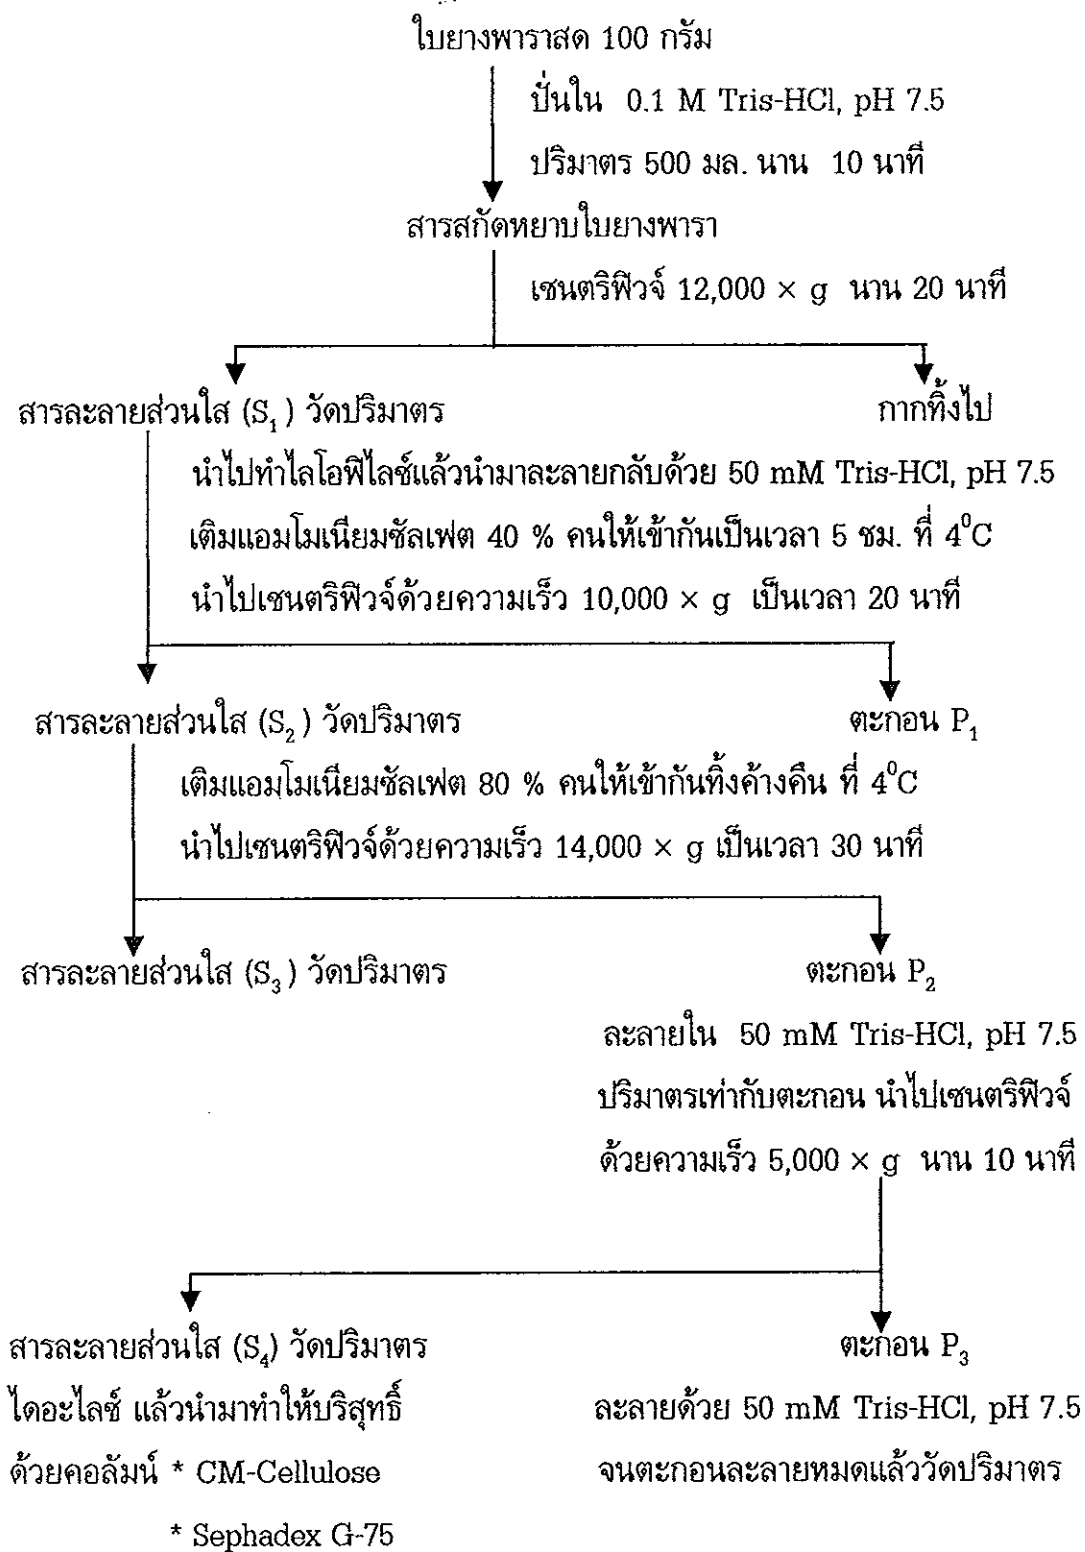 ใบยางพาราสด 100 กรัม
ปั่นใน 0.1 M Tris-HCl, pH 7.5
ปริมาตร 500 มล. นาน 10 นาที
สารสกัดหยาบใบยางพารา
เซนตริฟิวจ์ 12,000 × g นาน 20 นาที
สารละลายส่วนใส (S₁) วัดปริมาตร
กากทิ้งไป
นำไปทำไลโอฟิไลซ์แล้วนำมาละลายกลับด้วย 50 mM Tris-HCl, pH 7.5
เติมแอมโมเนียมซัลเฟต 40 % คนให้เข้ากันเป็นเวลา 5 ชม. ที่ 4⁰C
นำไปเซนตริฟิวจ์ด้วยความเร็ว 10,000 × g เป็นเวลา 20 นาที
สารละลายส่วนใส (S₂) วัดปริมาตร
ตะกอน P₁
เติมแอมโมเนียมซัลเฟต 80 % คนให้เข้ากันทิ้งค้างคืน ที่ 4⁰C
นำไปเซนตริฟิวจ์ด้วยความเร็ว 14,000 × g เป็นเวลา 30 นาที
สารละลายส่วนใส (S₃) วัดปริมาตร
ตะกอน P₂
ละลายใน 50 mM Tris-HCl, pH 7.5
ปริมาตรเท่ากับตะกอน นำไปเซนตริฟิวจ์
ด้วยความเร็ว 5,000 × g นาน 10 นาที
สารละลายส่วนใส (S₄) วัดปริมาตร
ไดอะไลซ์ แล้วนำมาทำให้บริสุทธิ์
ด้วยคอลัมน์ * CM-Cellulose
* Sephadex G-75
ตะกอน P₃
ละลายด้วย 50 mM Tris-HCl, pH 7.5
จนตะกอนละลายหมดแล้ววัดปริมาตร